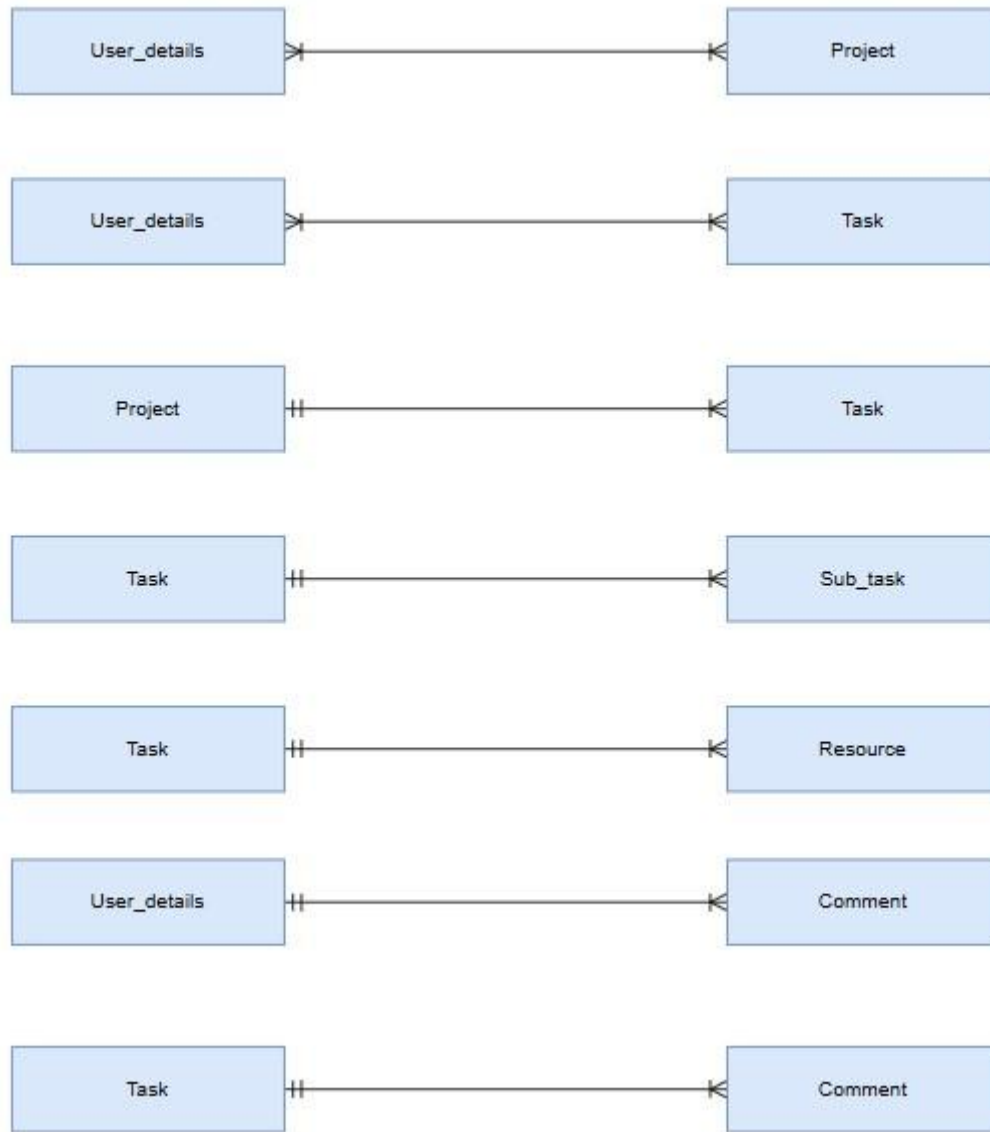 User_details Project
User_details Task
Project Task
Task Sub_task
Task Resource
User_details Comment
Task Comment